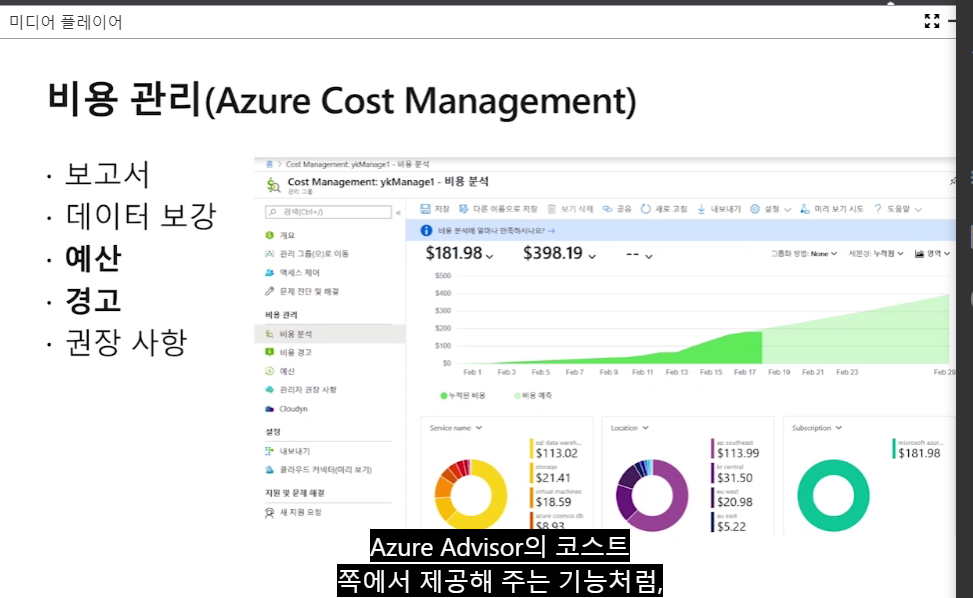 미디어 플레이어
비용 관리(Azure Cost Management)
· 보고서
· 데이터 보강
· 예산
· 경고
· 권장 사항
홈 > Cost Management: ykManage1 - 비용 분석
Cost Management: ykManage1 - 비용 분석
관리 그룹
검색(Ctrl+/)
«
개요
관리 그룹(으)로 이동
액세스 제어
문제 진단 및 해결
비용 관리
비용 분석
비용 경고
예산
관리자 권장 사항
Cloudyn
설정
내보내기
클라우드 커넥터(미리 보기)
지원 및 문제 해결
새 지원 요청
저장 다른 이름으로 저장 보기 삭제 공유 새로 고침 내보내기 설정 미리 보기 시도 ? 도움말
비용 분석에 얼마나 만족하시나요? →
$181.98 $398.19 --
그룹화 방법: None 세분성: 누적됨 영역
$500
$400
$300
$200
$100
$0
Feb 1 Feb 3 Feb 5 Feb 7 Feb 9 Feb 11 Feb 13 Feb 15 Feb 17 Feb 19 Feb 21 Feb 23 Feb 29
누적된 비용 비용 예측
Service name
sql data wareh...
$113.02
storage
$21.41
virtual machines
$18.59
azure cosmos db
$8.93
Location
ap southeast
$113.99
kr central
$31.50
eu west
$20.98
au east
$5.22
Subscription
microsoft azur...
$181.98
Azure Advisor의 코스트
쪽에서 제공해 주는 기능처럼,